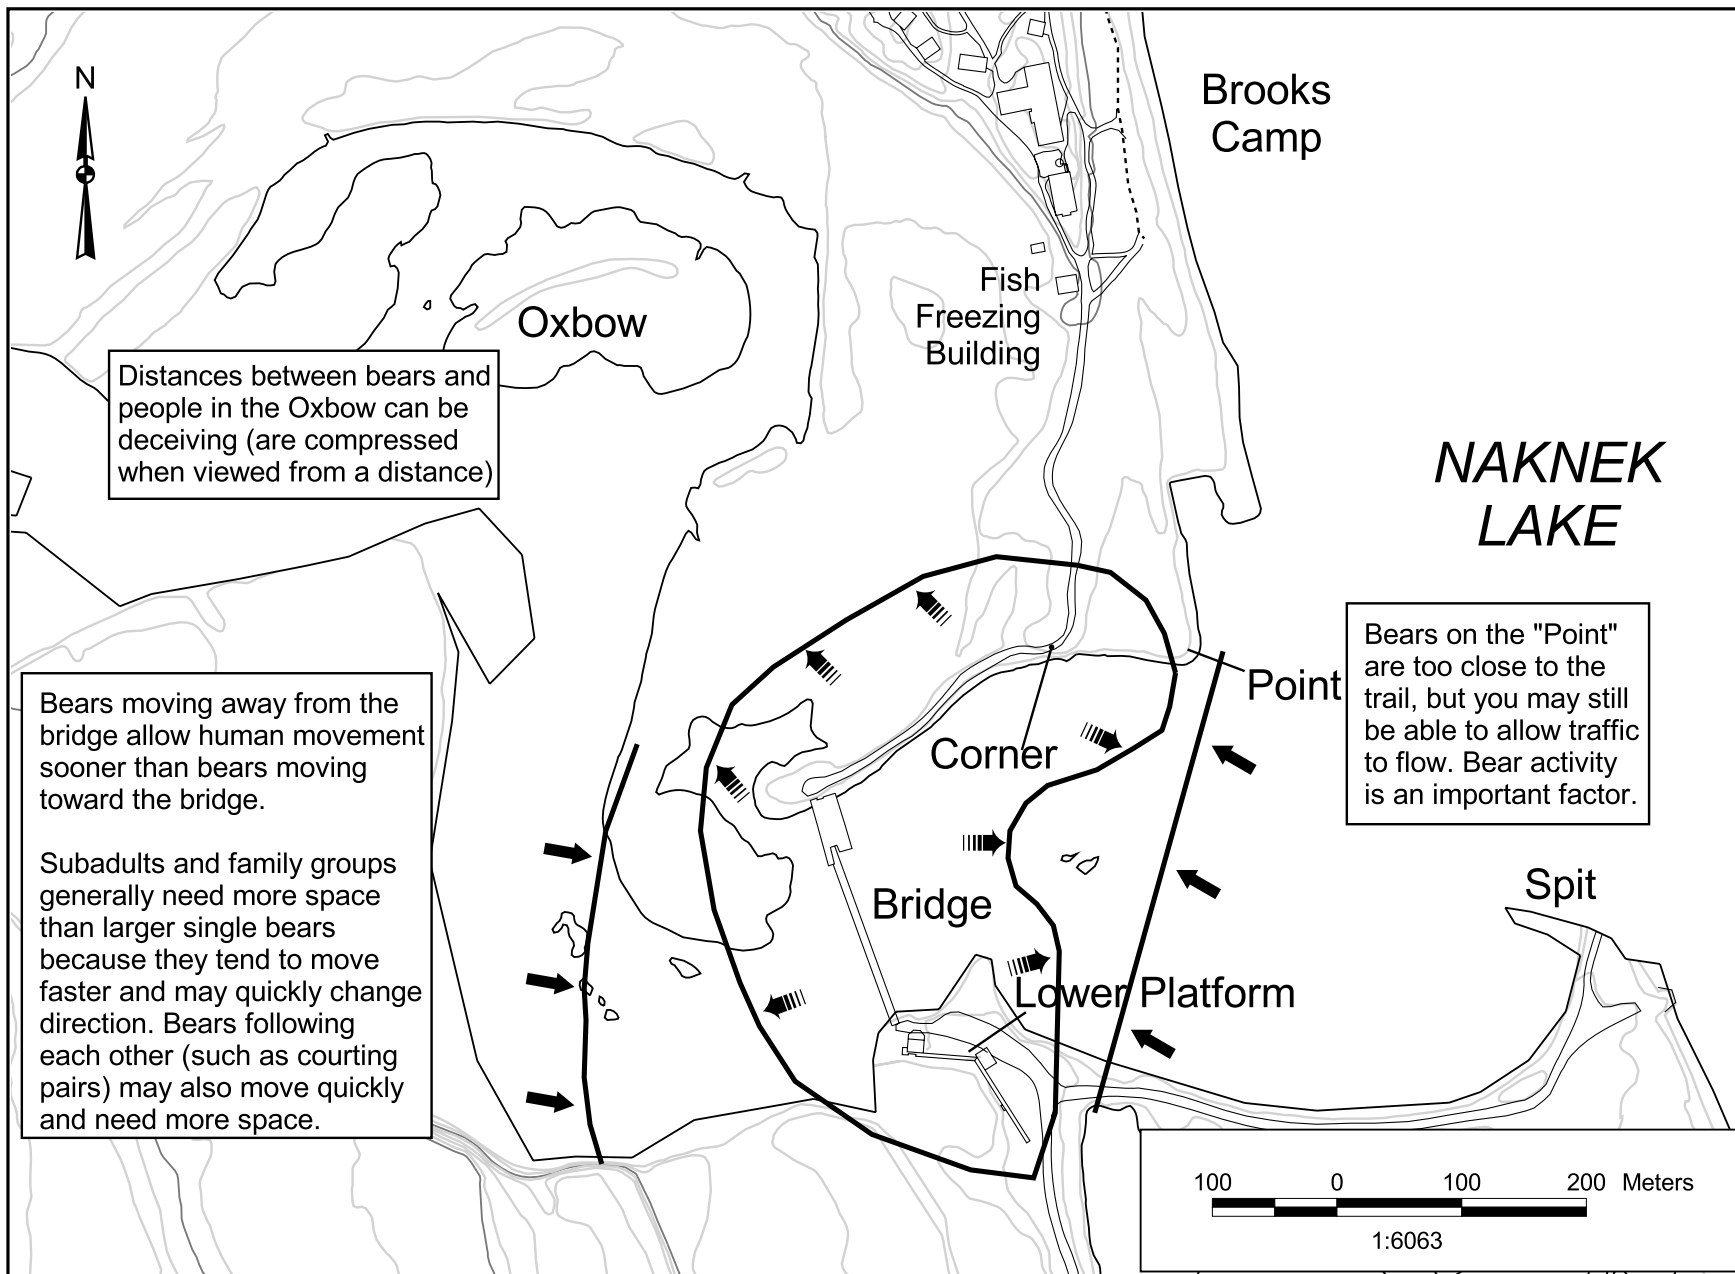 N
Brooks
Camp
Fish
Freezing
Building
Oxbow
Distances between bears and
people in the Oxbow can be
deceiving (are compressed
when viewed from a distance)
NAKNEK
LAKE
Bears on the "Point"
are too close to the
trail, but you may still
be able to allow traffic
to flow. Bear activity
is an important factor.
Point
Corner
Bears moving away from the
bridge allow human movement
sooner than bears moving
toward the bridge.
Subadults and family groups
generally need more space
than larger single bears
because they tend to move
faster and may quickly change
direction. Bears following
each other (such as courting
pairs) may also move quickly
and need more space.
Bridge
Spit
Lower Platform
100 0 100 200 Meters
1:6063